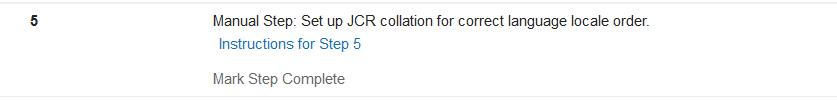 5
Manual Step: Set up JCR collation for correct language locale order.
Instructions for Step 5
Mark Step Complete